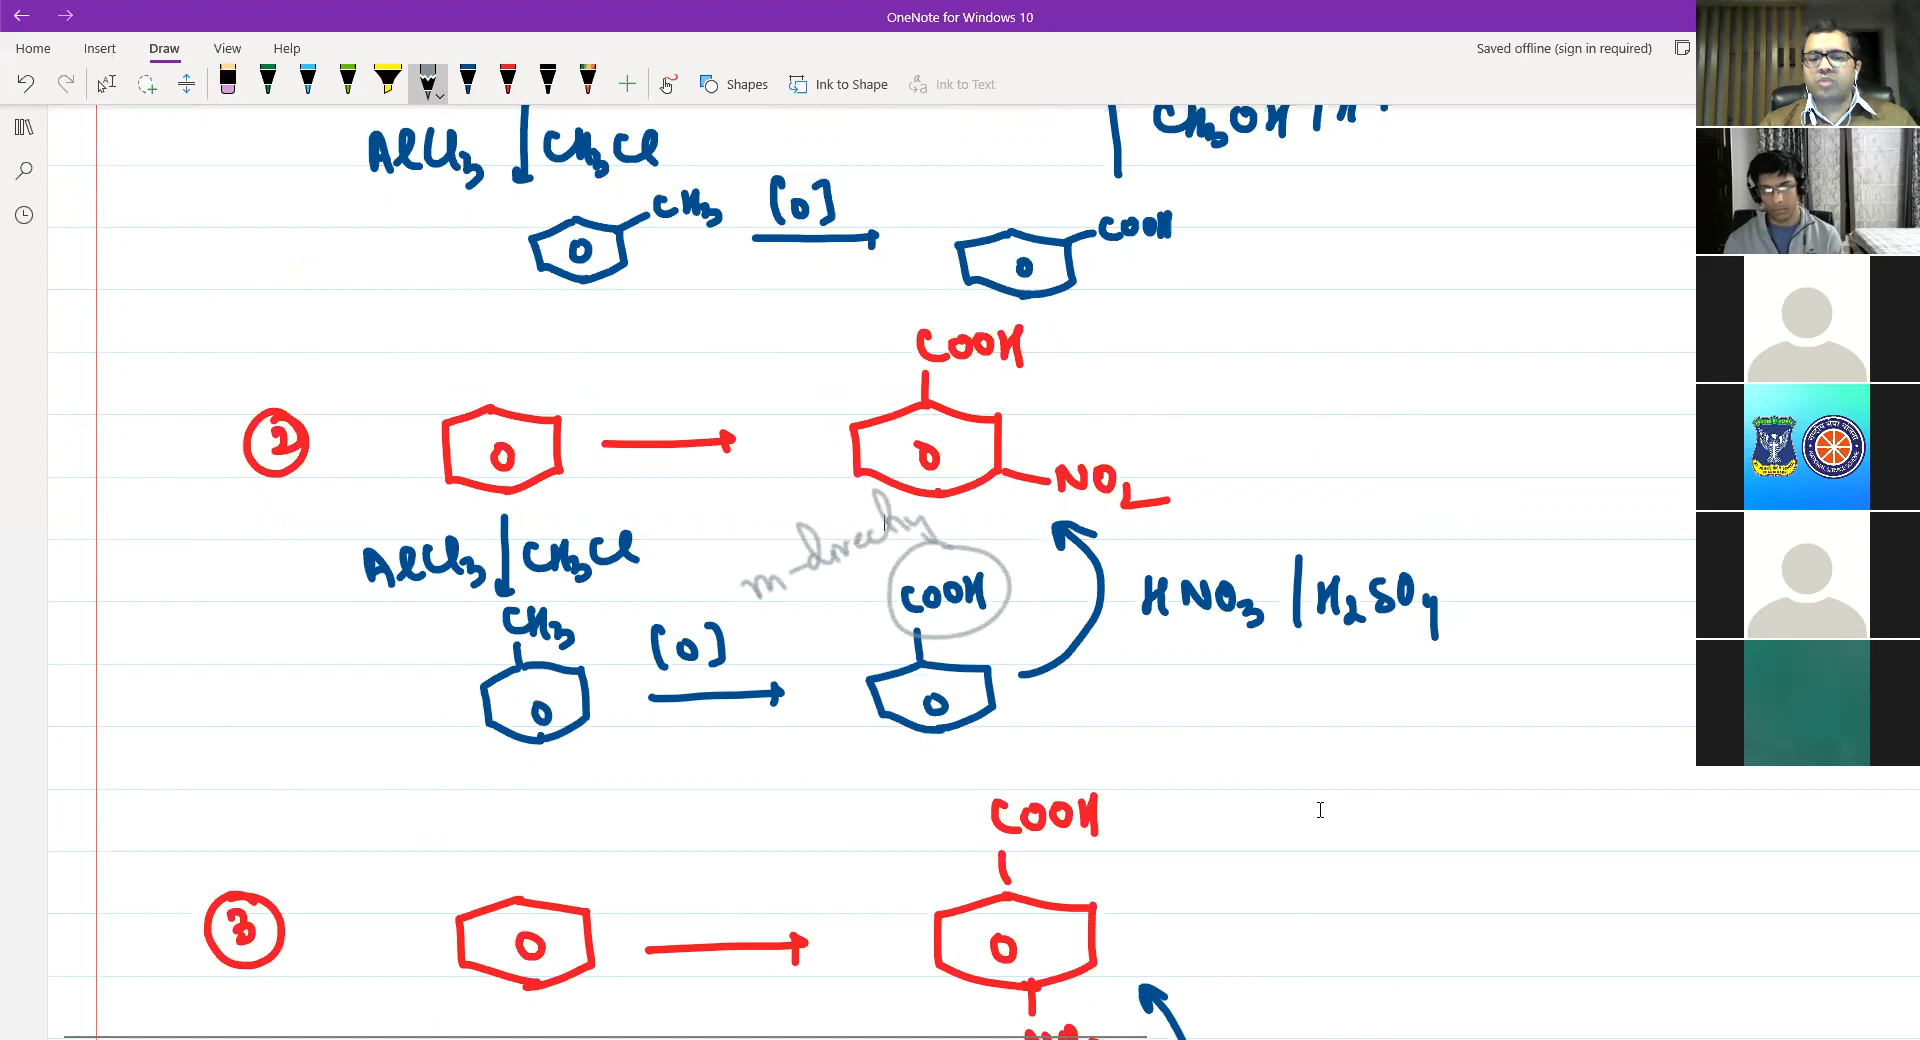 OneNote for Windows 10
Home Insert Draw View Help
Saved offline (sign in required)
Shapes Ink to Shape Ink to Text
AlCl3 CH3Cl
CH3OH / H+
CH3 [O] COOH
COOH
2
NO2
m-directing
AlCl3 CH3Cl
COOH
HNO3 / H2SO4
CH3 [O]
COOH
3